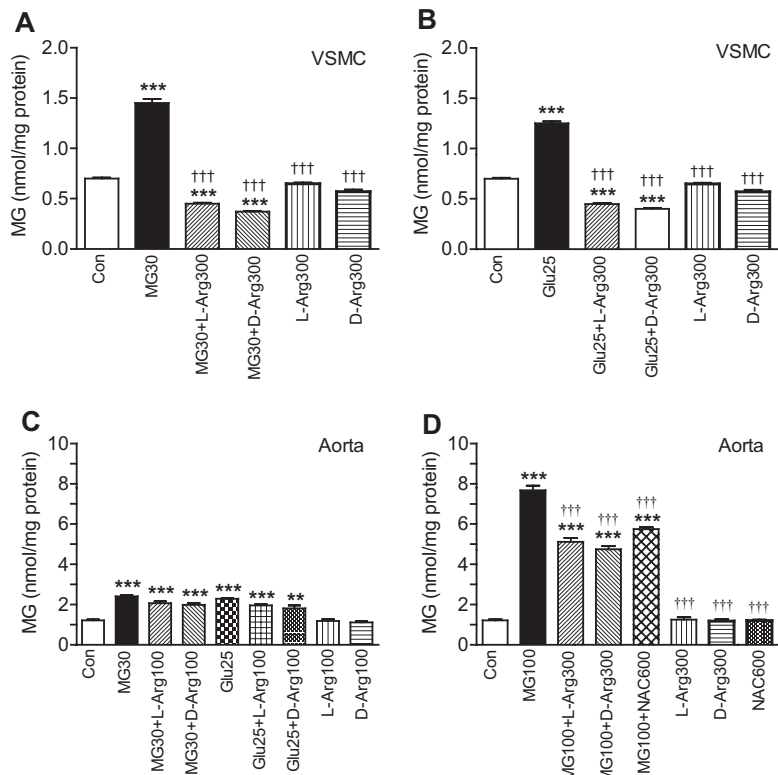 A
VSMC
MG (nmol/mg protein)
2.0
1.5
1.0
0.5
0.0
***
†††
***
†††
***
†††
†††
Con
MG30
MG30+L-Arg300
MG30+D-Arg300
L-Arg300
D-Arg300
B
VSMC
MG (nmol/mg protein)
2.0
1.5
1.0
0.5
0.0
***
†††
***
†††
***
†††
†††
Con
Glu25
Glu25+L-Arg300
Glu25+D-Arg300
L-Arg300
D-Arg300
C
Aorta
MG (nmol/mg protein)
10
8
6
4
2
0
***
***
***
***
***
**
Con
MG30
MG30+L-Arg100
MG30+D-Arg100
Glu25
Glu25+L-Arg100
Glu25+D-Arg100
L-Arg100
D-Arg100
D
Aorta
MG (nmol/mg protein)
10
8
6
4
2
0
***
†††
***
†††
***
†††
***
†††
†††
†††
Con
MG100
MG100+L-Arg300
MG100+D-Arg300
MG100+NAC600
L-Arg300
D-Arg300
NAC600